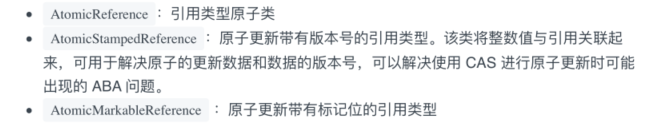 • AtomicReference ：引用类型原子类
• AtomicStampedReference ：原子更新带有版本号的引用类型。该类将整数值与引用关联起
来，可用于解决原子的更新数据和数据的版本号，可以解决使用 CAS 进行原子更新时可能
出现的 ABA 问题。
• AtomicMarkableReference ：原子更新带有标记位的引用类型